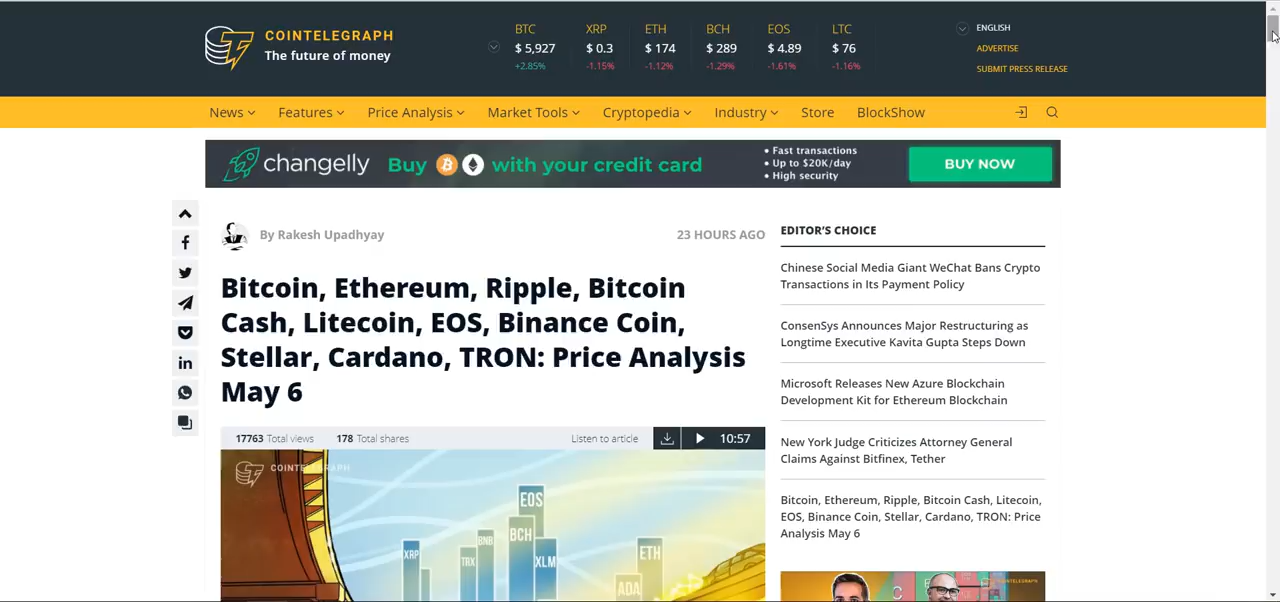 COINTELEGRAPH
The future of money
BTC XRP ETH BCH EOS LTC
$ 5,927 $ 0.3 $ 174 $ 289 $ 4.89 $ 76
+2.85% -1.15% -1.12% -1.29% -1.61% -1.16%
ENGLISH
ADVERTISE
SUBMIT PRESS RELEASE
News Features Price Analysis Market Tools Cryptopedia Industry Store BlockShow
changelly Buy with your credit card
• Fast transactions
• Up to $20K/day
• High security
BUY NOW
By Rakesh Upadhyay 23 HOURS AGO
Bitcoin, Ethereum, Ripple, Bitcoin
Cash, Litecoin, EOS, Binance Coin,
Stellar, Cardano, TRON: Price Analysis
May 6
17763 Total views 178 Total shares Listen to article 10:57
COINTELEGRAPH
EOS
BCH
XRP
TRX
BNB
XLM
ETH
ADA
EDITOR'S CHOICE
Chinese Social Media Giant WeChat Bans Crypto
Transactions in Its Payment Policy
ConsenSys Announces Major Restructuring as
Longtime Executive Kavita Gupta Steps Down
Microsoft Releases New Azure Blockchain
Development Kit for Ethereum Blockchain
New York Judge Criticizes Attorney General
Claims Against Bitfinex, Tether
Bitcoin, Ethereum, Ripple, Bitcoin Cash, Litecoin,
EOS, Binance Coin, Stellar, Cardano, TRON: Price
Analysis May 6
COINTELEGRAPH